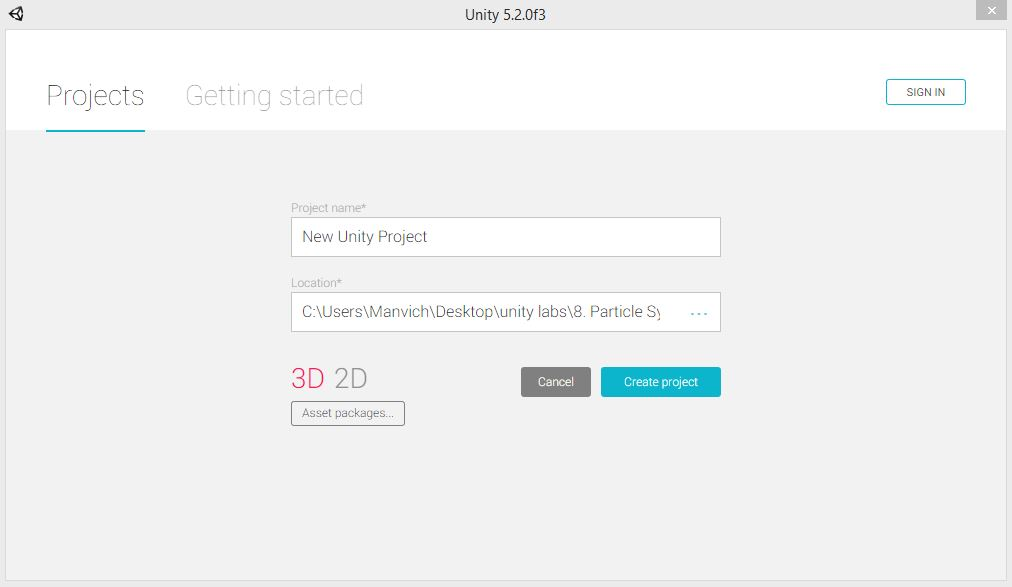 Unity 5.2.0f3
Projects Getting started
SIGN IN
Project name*
New Unity Project
Location*
C:\Users\Manvich\Desktop\unity labs\8. Particle Sy ...
3D 2D
Cancel Create project
Asset packages...